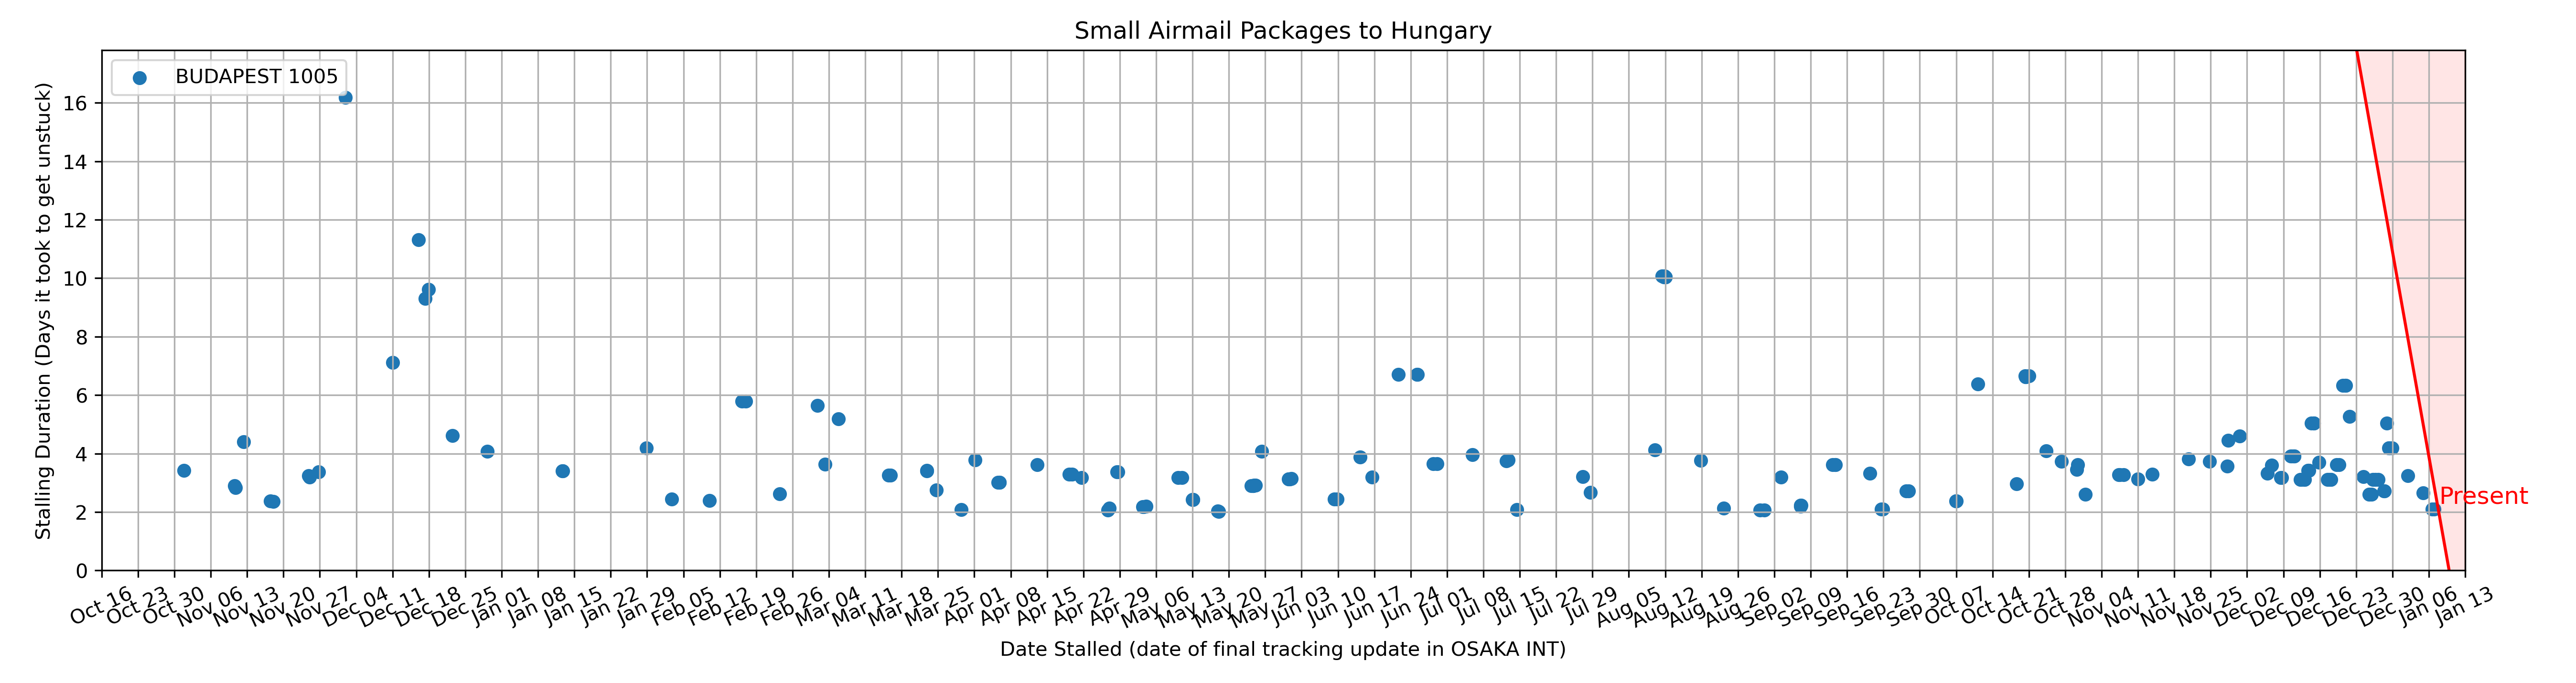 Small Airmail Packages to Hungary
BUDAPEST 1005
Stalling Duration (Days it took to get unstuck)
16
14
12
10
8
6
4
2
0
Present
Oct 16 Oct 23 Oct 30 Nov 06 Nov 13 Nov 20 Nov 27 Dec 04 Dec 11 Dec 18 Dec 25 Jan 01 Jan 08 Jan 15 Jan 22 Jan 29 Feb 05 Feb 12 Feb 19 Feb 26 Mar 04 Mar 11 Mar 18 Mar 25 Apr 01 Apr 08 Apr 15 Apr 22 Apr 29 May 06 May 13 May 20 May 27 Jun 03 Jun 10 Jun 17 Jun 24 Jul 01 Jul 08 Jul 15 Jul 22 Jul 29 Aug 05 Aug 12 Aug 19 Aug 26 Sep 02 Sep 09 Sep 16 Sep 23 Sep 30 Oct 07 Oct 14 Oct 21 Oct 28 Nov 04 Nov 11 Nov 18 Nov 25 Dec 02 Dec 09 Dec 16 Dec 23 Dec 30 Jan 06 Jan 13
Date Stalled (date of final tracking update in OSAKA INT)